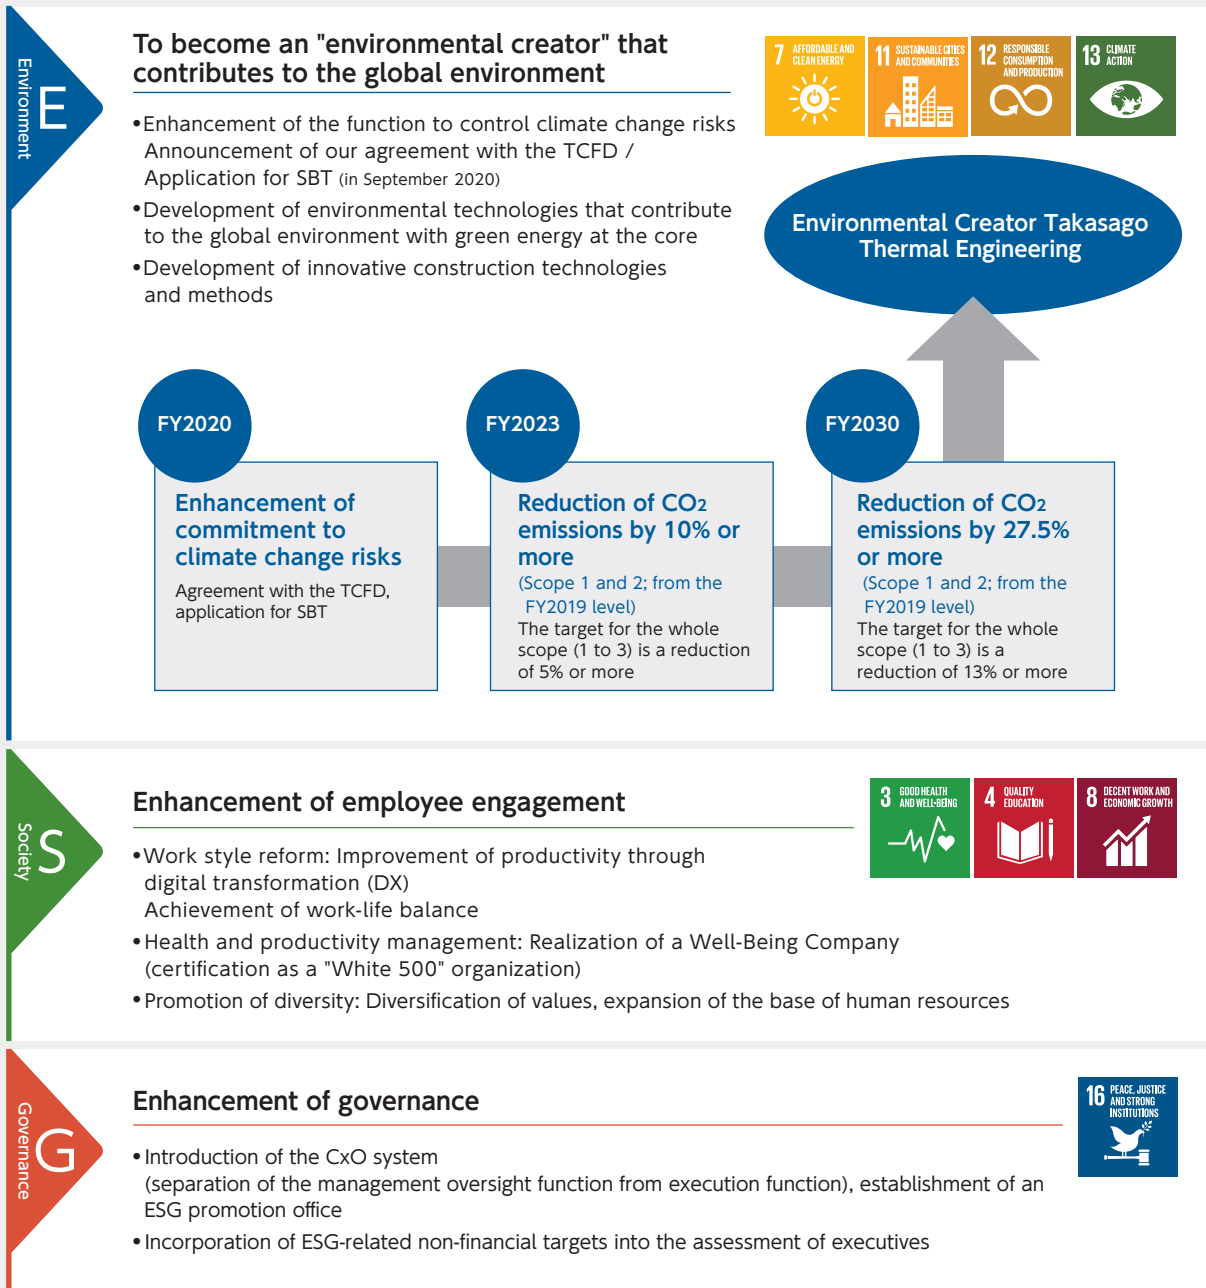 E
Environment
To become an "environmental creator" that
contributes to the global environment
7 AFFORDABLE AND
CLEAN ENERGY
11 SUSTAINABLE CITIES
AND COMMUNITIES
12 RESPONSIBLE
CONSUMPTION
AND PRODUCTION
13 CLIMATE
ACTION
•Enhancement of the function to control climate change risks
Announcement of our agreement with the TCFD /
Application for SBT (in September 2020)
•Development of environmental technologies that contribute
to the global environment with green energy at the core
•Development of innovative construction technologies
and methods
Environmental Creator Takasago
Thermal Engineering
FY2020
Enhancement of
commitment to
climate change risks
Agreement with the TCFD,
application for SBT
FY2023
Reduction of CO2
emissions by 10% or
more
(Scope 1 and 2; from the
FY2019 level)
The target for the whole
scope (1 to 3) is a reduction
of 5% or more
FY2030
Reduction of CO2
emissions by 27.5%
or more
(Scope 1 and 2; from the
FY2019 level)
The target for the whole
scope (1 to 3) is a
reduction of 13% or more
S
Society
Enhancement of employee engagement
3 GOOD HEALTH
AND WELL-BEING
4 QUALITY
EDUCATION
8 DECENT WORK AND
ECONOMIC GROWTH
•Work style reform: Improvement of productivity through
digital transformation (DX)
Achievement of work-life balance
•Health and productivity management: Realization of a Well-Being Company
(certification as a "White 500" organization)
•Promotion of diversity: Diversification of values, expansion of the base of human resources
G
Governance
Enhancement of governance
16 PEACE, JUSTICE
AND STRONG
INSTITUTIONS
•Introduction of the CxO system
(separation of the management oversight function from execution function), establishment of an
ESG promotion office
•Incorporation of ESG-related non-financial targets into the assessment of executives